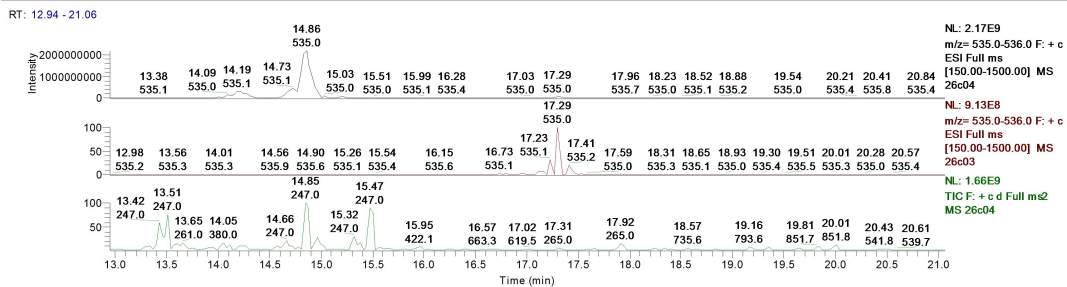 RT: 12.94 - 21.06
14.86
535.0
NL: 2.17E9
m/z= 535.0-536.0 F: + c
ESI Full ms
[150.00-1500.00] MS
26c04
Intensity
2000000000
1000000000
0
13.38 14.09 14.19 14.73 15.03 15.51 15.99 16.28 17.03 17.29 17.96 18.23 18.52 18.88 19.54 20.21 20.41 20.84
535.1 535.0 535.1 535.1 535.0 535.0 535.1 535.4 535.0 535.0 535.7 535.0 535.1 535.2 535.0 535.4 535.8 535.4
17.29
535.0
NL: 9.13E8
m/z= 535.0-536.0 F: + c
ESI Full ms
[150.00-1500.00] MS
26c03
100
50
0
12.98 13.56 14.01 14.56 14.90 15.26 15.54 16.15 16.73 17.23 17.41 17.59 18.31 18.65 18.93 19.30 19.51 20.01 20.28 20.57
535.2 535.3 535.3 535.9 535.6 535.1 535.4 535.6 535.1 535.1 535.2 535.0 535.3 535.1 535.0 535.4 535.5 535.5 535.0 535.4
NL: 1.66E9
TIC F: + c d Full ms2
MS 26c04
100
50
13.42 13.51 13.65 14.05 14.66 14.85 15.32 15.47 15.95 16.57 17.02 17.31 17.92 18.57 19.16 19.81 20.01 20.43 20.61
247.0 247.0 261.0 380.0 247.0 247.0 247.0 247.0 422.1 663.3 619.5 265.0 265.0 735.6 793.6 851.7 851.8 541.8 539.7
13.0 13.5 14.0 14.5 15.0 15.5 16.0 16.5 17.0 17.5 18.0 18.5 19.0 19.5 20.0 20.5 21.0
Time (min)